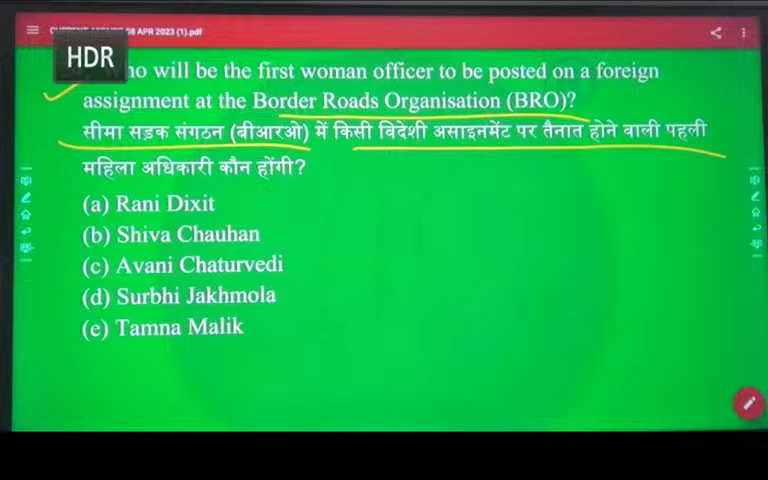 08 APR 2023 (1).pdf
HDR
will be the first woman officer to be posted on a foreign
assignment at the Border Roads Organisation (BRO)?
सीमा सड़क संगठन (बीआरओ) में किसी विदेशी असाइनमेंट पर तैनात होने वाली पहली
महिला अधिकारी कौन होंगी?
(a) Rani Dixit
(b) Shiva Chauhan
(c) Avani Chaturvedi
(d) Surbhi Jakhmola
(e) Tamna Malik